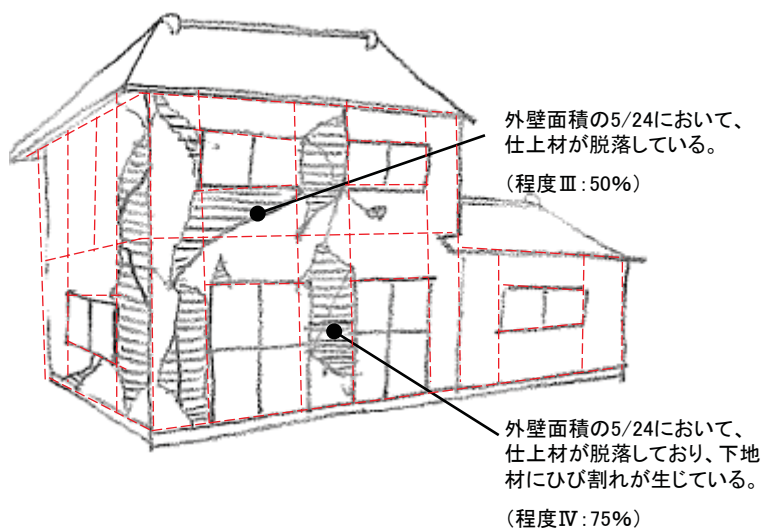 外壁面積の5/24において、
仕上材が脱落している。
(程度Ⅲ:50%)
外壁面積の5/24において、
仕上材が脱落しており、下地
材にひび割れが生じている。
(程度Ⅳ:75%)